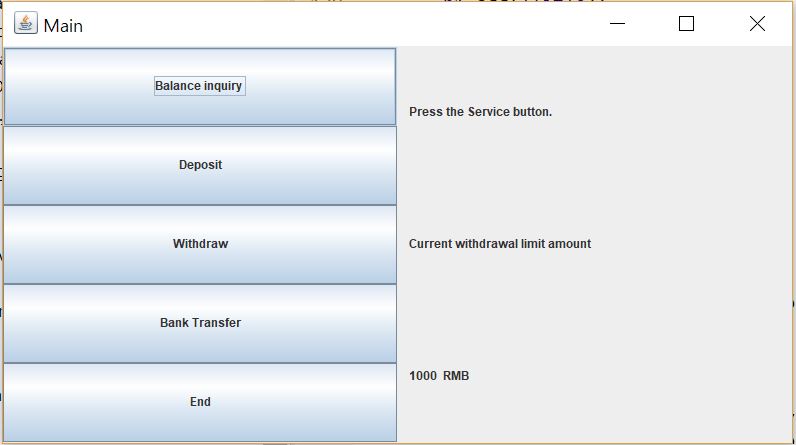 Main
Balance inquiry
Press the Service button.
Deposit
Withdraw
Current withdrawal limit amount
Bank Transfer
1000 RMB
End